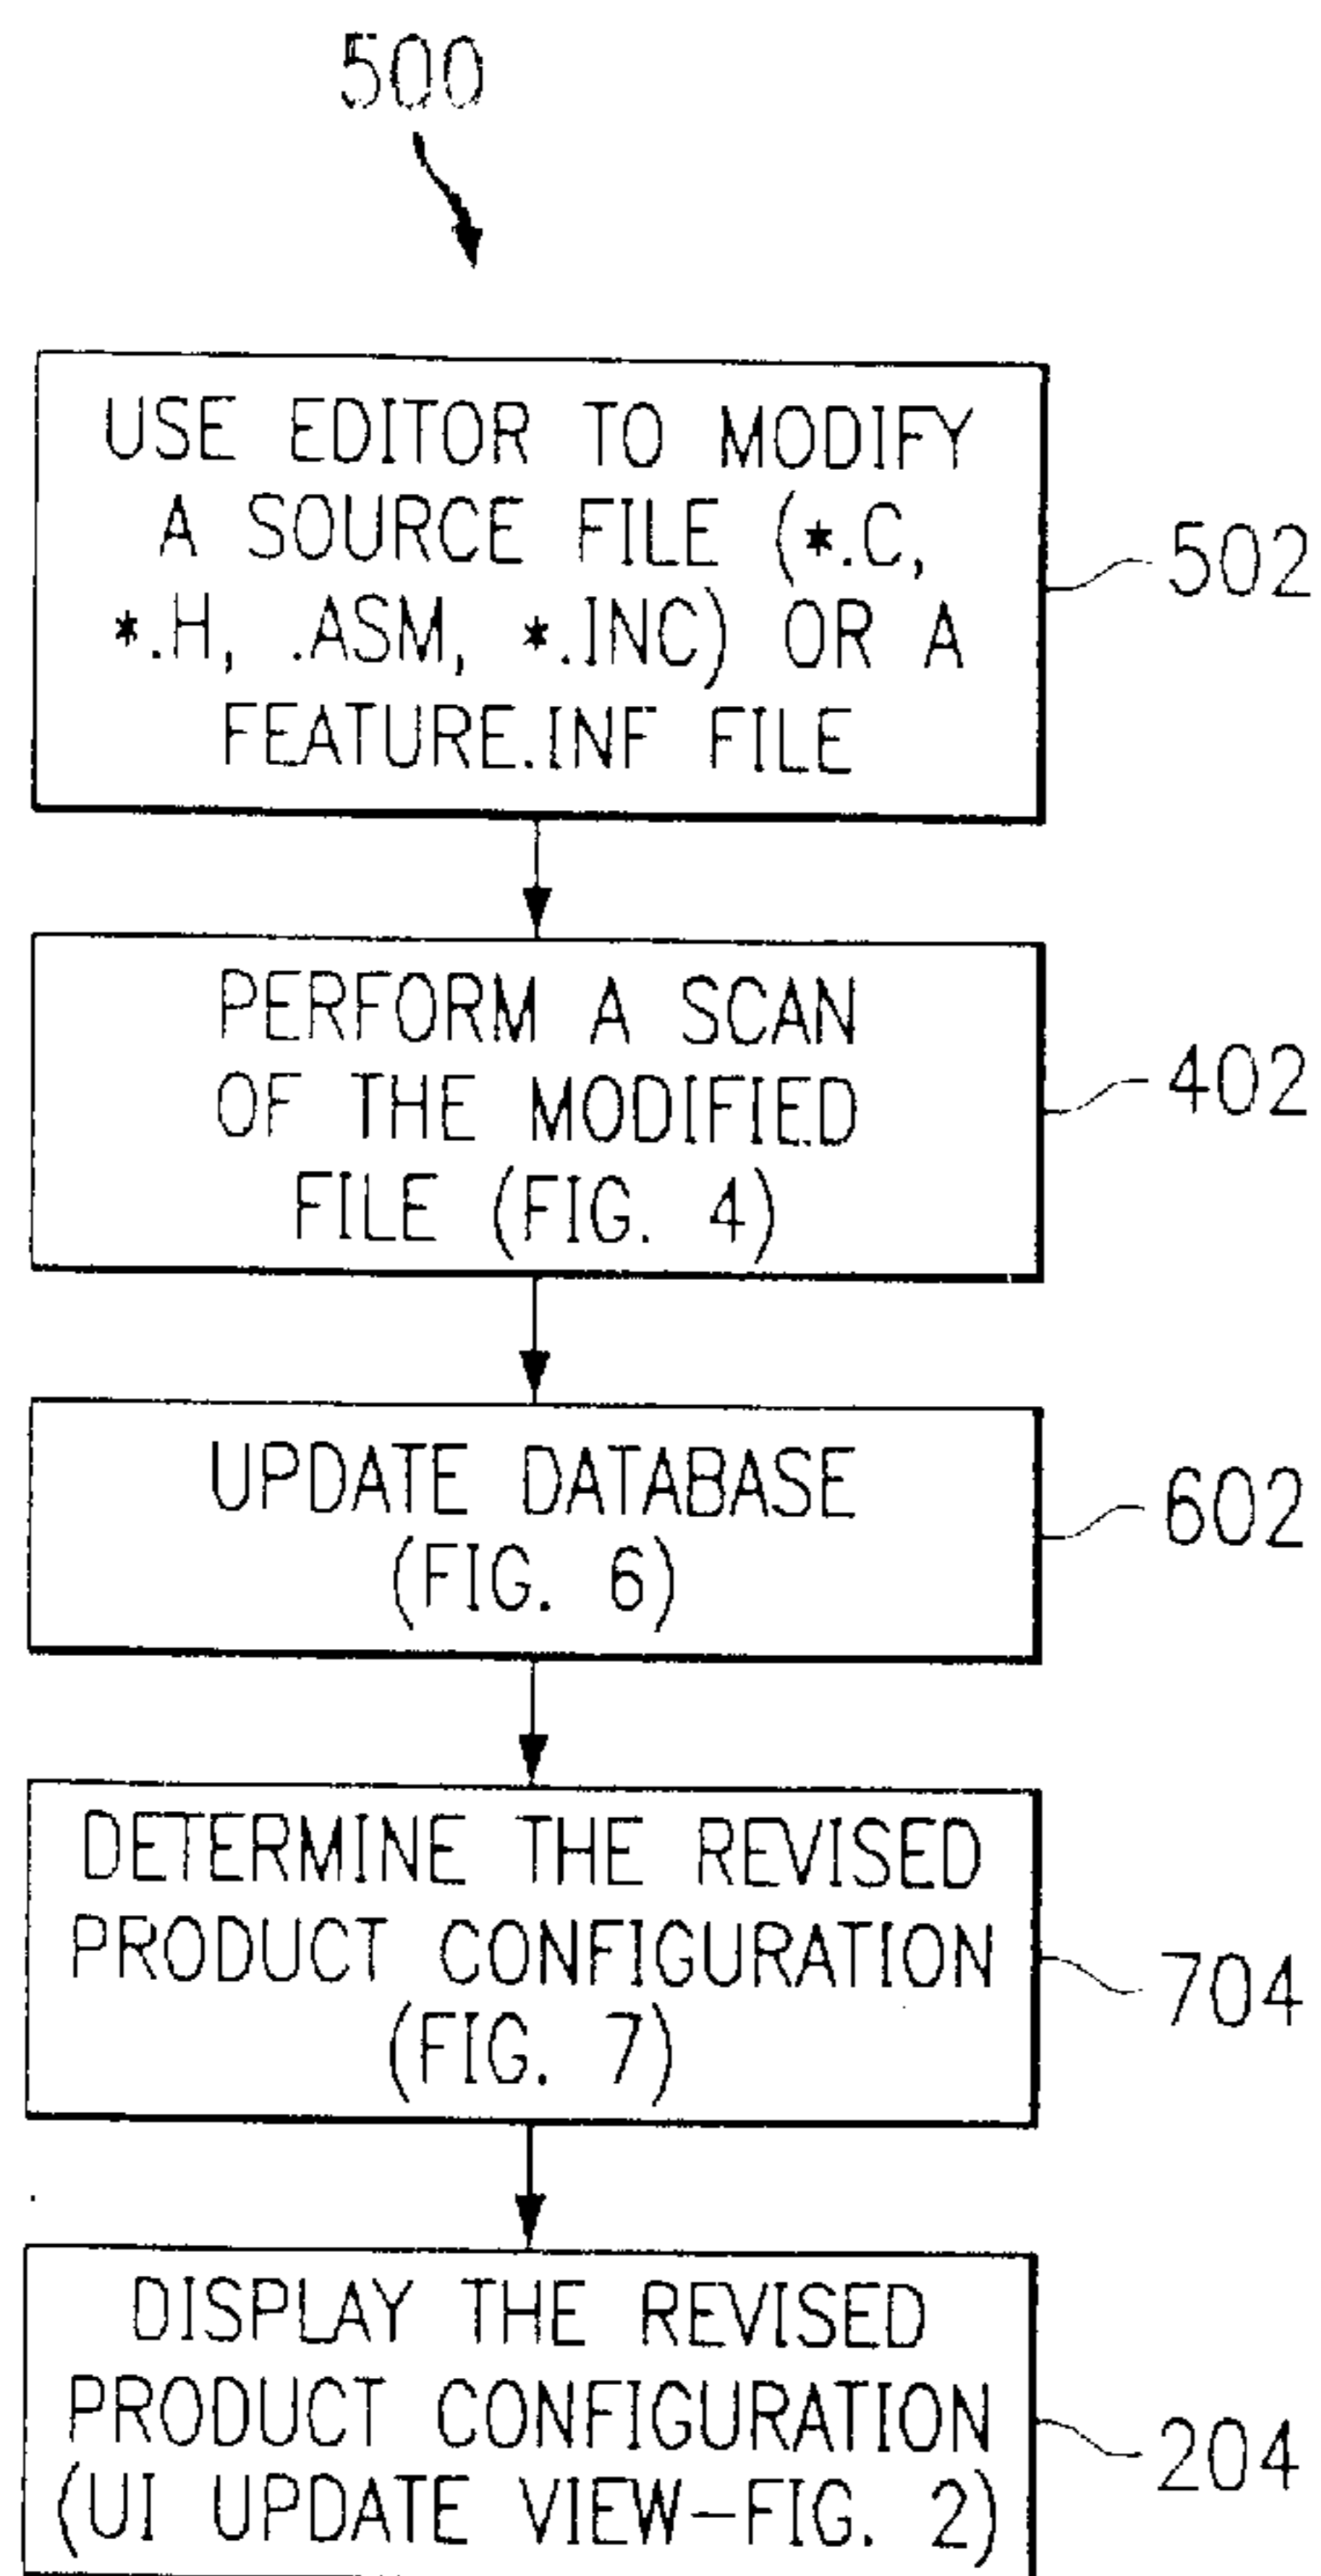 500
USE EDITOR TO MODIFY
A SOURCE FILE (*.C,
*.H, .ASM, *.INC) OR A
FEATURE.INF FILE
502
PERFORM A SCAN
OF THE MODIFIED
FILE (FIG. 4)
402
UPDATE DATABASE
(FIG. 6)
602
DETERMINE THE REVISED
PRODUCT CONFIGURATION
(FIG. 7)
704
DISPLAY THE REVISED
PRODUCT CONFIGURATION
(UI UPDATE VIEW–FIG. 2)
204